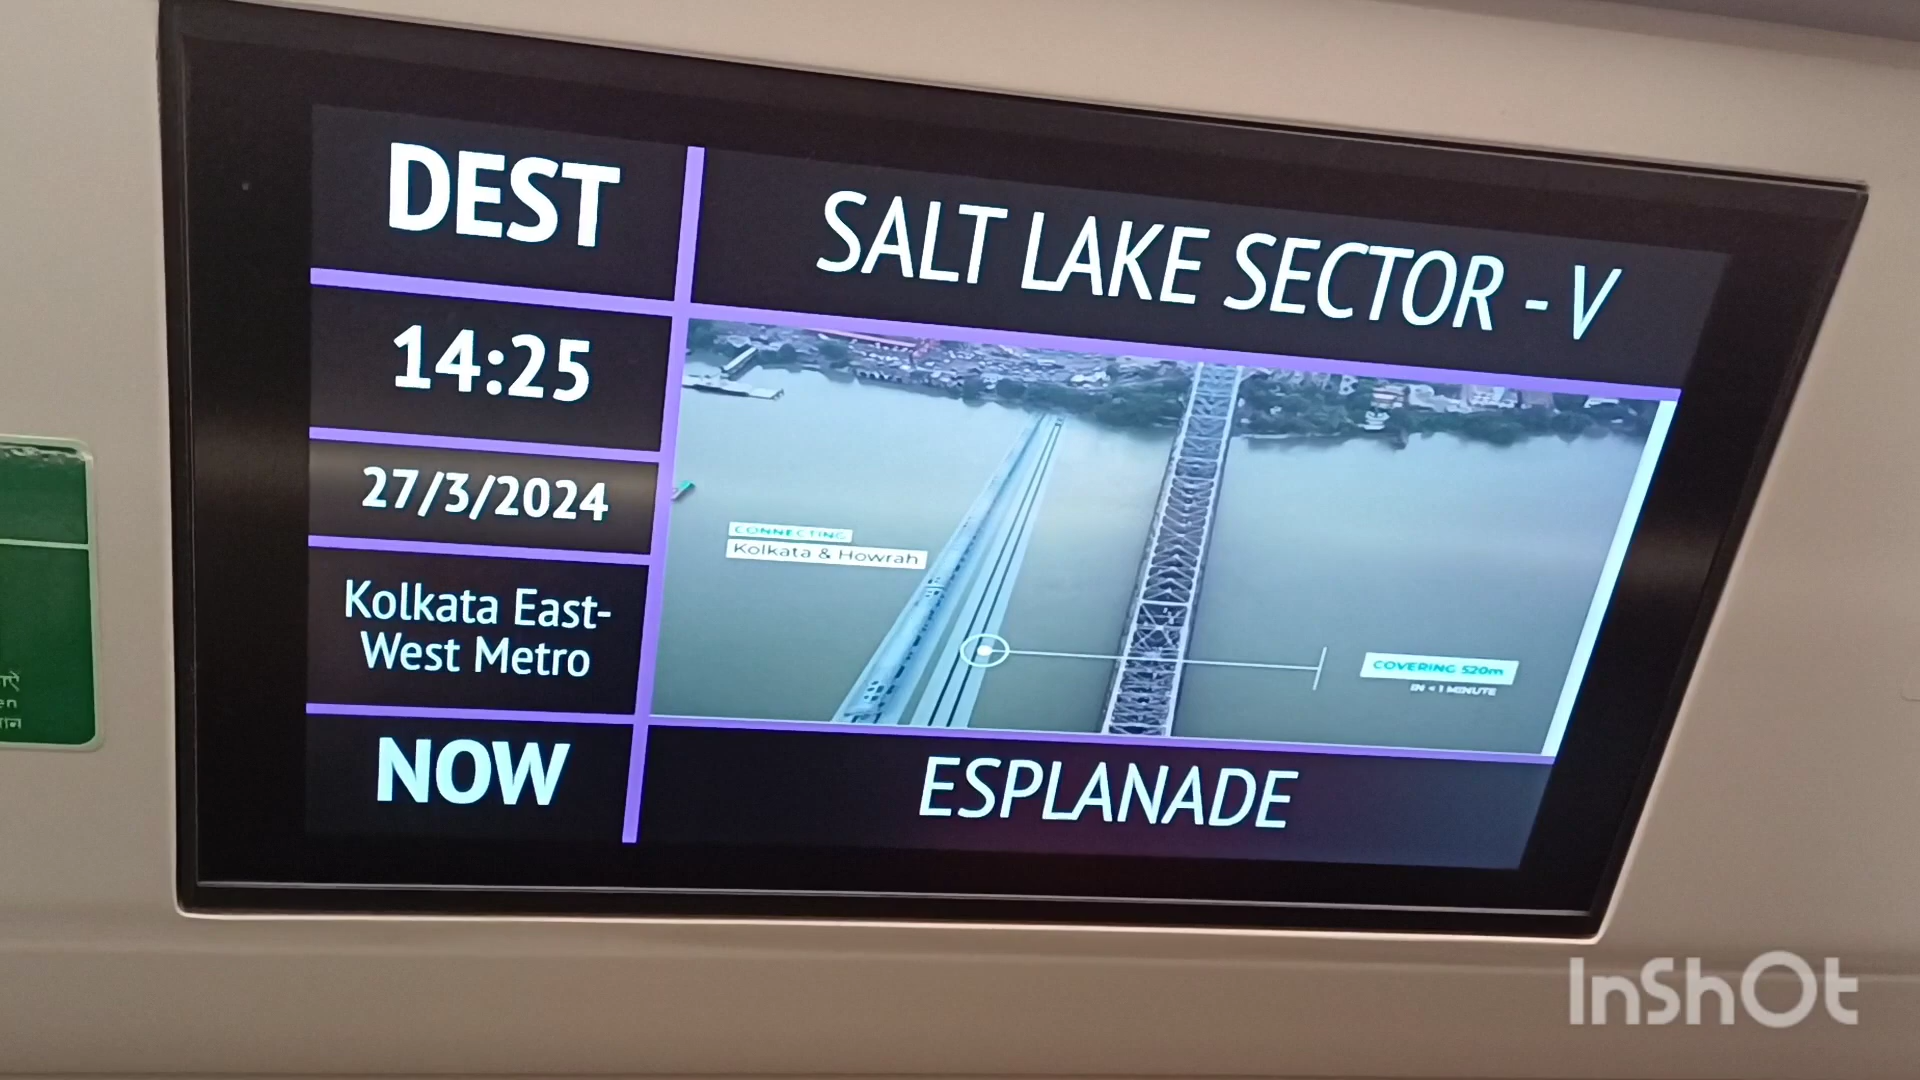 DEST
SALT LAKE SECTOR - V
14:25
27/3/2024
Kolkata East-
West Metro
CONNECTING
Kolkata & Howrah
COVERING 520m
IN < 1 MINUTE
NOW
ESPLANADE
InShOt